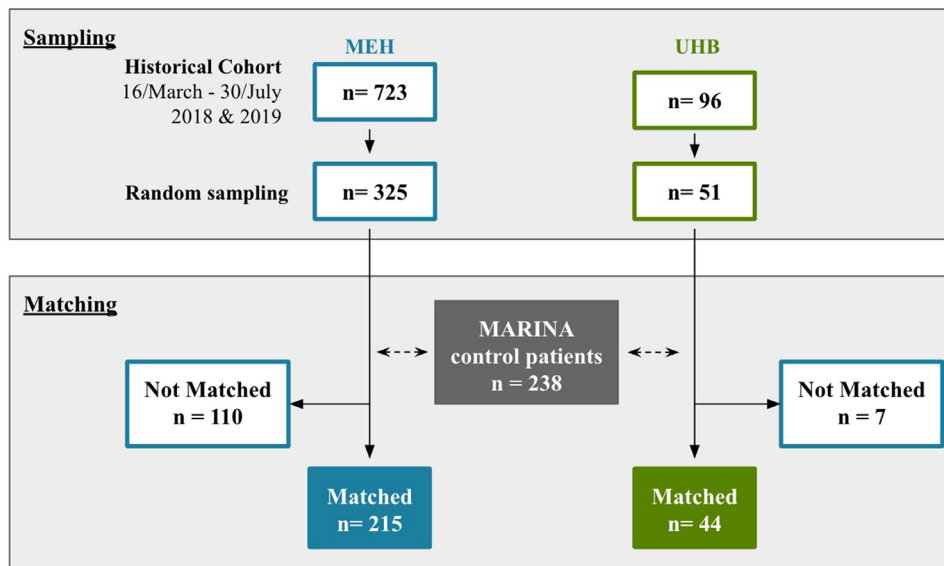 Sampling
MEH
UHB
Historical Cohort
16/March - 30/July
2018 & 2019
n= 723
n= 96
Random sampling
n= 325
n= 51
Matching
MARINA
control patients
n = 238
Not Matched
n = 110
Not Matched
n = 7
Matched
n= 215
Matched
n= 44